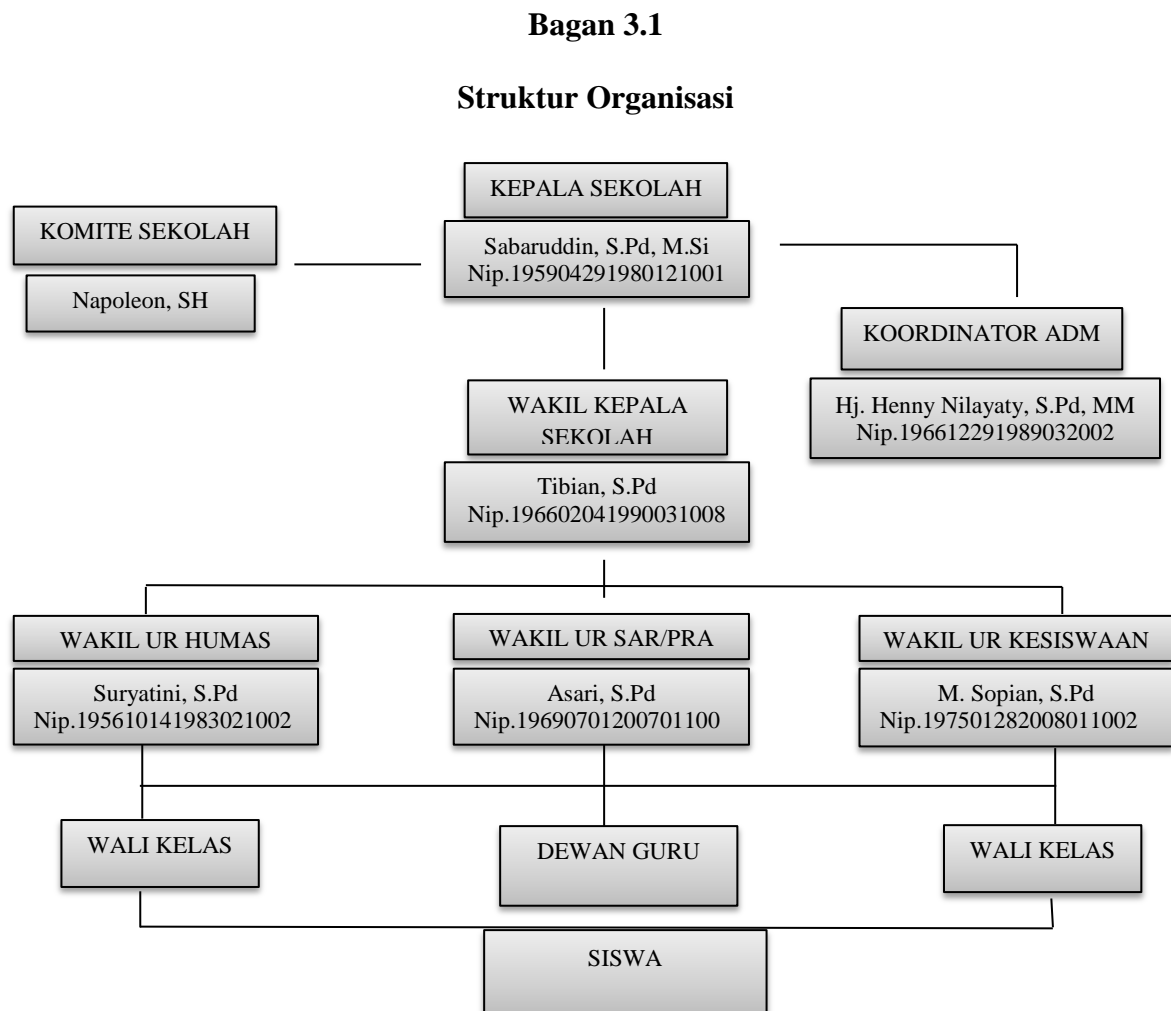 Bagan 3.1
Struktur Organisasi
KEPALA SEKOLAH
Sabaruddin, S.Pd, M.Si
Nip.195904291980121001
KOMITE SEKOLAH
Napoleon, SH
KOORDINATOR ADM
Hj. Henny Nilayaty, S.Pd, MM
Nip.196612291989032002
WAKIL KEPALA
SEKOLAH
Tibian, S.Pd
Nip.196602041990031008
WAKIL UR HUMAS
Suryatini, S.Pd
Nip.195610141983021002
WAKIL UR SAR/PRA
Asari, S.Pd
Nip.19690701200701100
WAKIL UR KESISWAAN
M. Sopian, S.Pd
Nip.197501282008011002
WALI KELAS
DEWAN GURU
WALI KELAS
SISWA